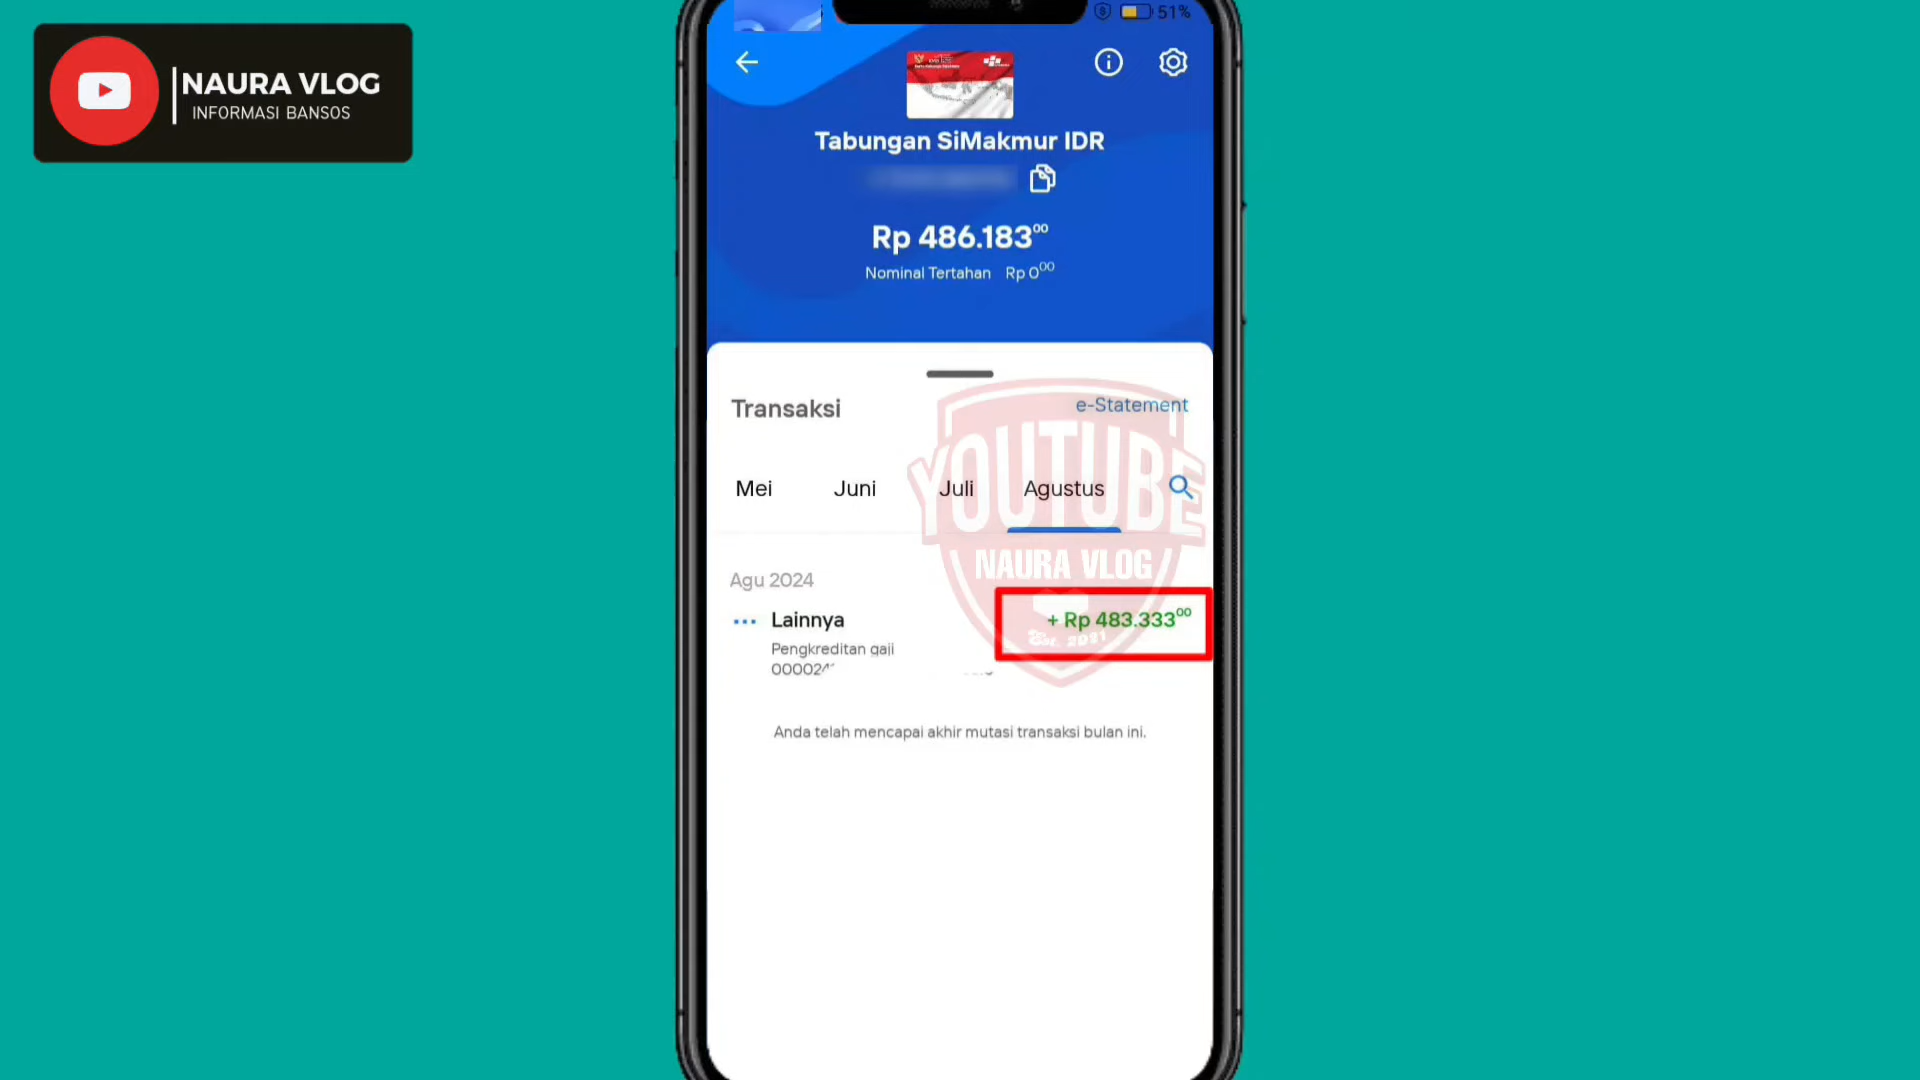 NAURA VLOG
INFORMASI BANSOS
51%
Tabungan SiMakmur IDR
Rp 486.183⁰⁰
Nominal Tertahan Rp 0⁰⁰
Transaksi
e-Statement
Mei Juni Juli Agustus
YOUTUBE
NAURA VLOG
Est. 2021
Agu 2024
Lainnya
+ Rp 483.333⁰⁰
Pengkreditan gaji
Anda telah mencapai akhir mutasi transaksi bulan ini.